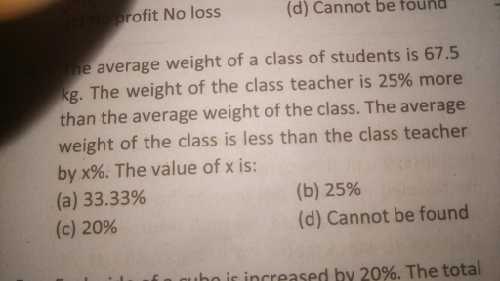 profit No loss (d) Cannot be found
The average weight of a class of students is 67.5
kg. The weight of the class teacher is 25% more
than the average weight of the class. The average
weight of the class is less than the class teacher
by x%. The value of x is:
(a) 33.33% (b) 25%
(c) 20% (d) Cannot be found
of a cube is increased by 20%. The total